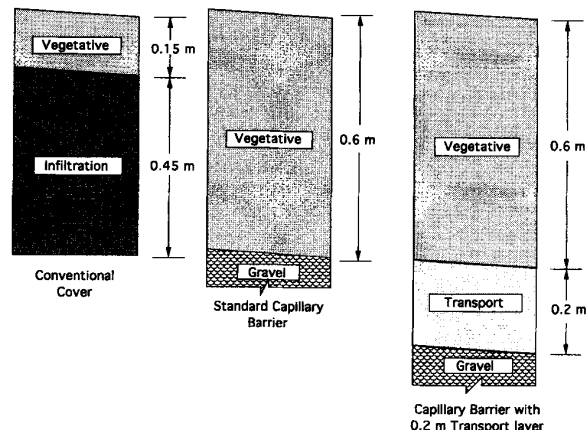 Vegetative
0.15 m
Infiltration
0.45 m
Conventional
Cover
Vegetative
0.6 m
Gravel
Standard Capillary
Barrier
Vegetative
0.6 m
Transport
0.2 m
Gravel
Capillary Barrier with
0.2 m Transport layer